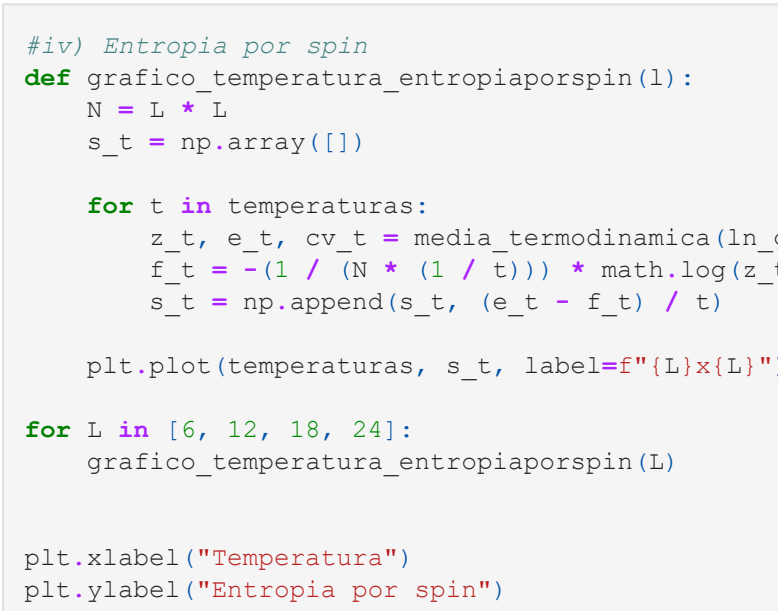 #iv) Entropia por spin
def grafico_temperatura_entropiaporspin(l):
    N = L * L
    s_t = np.array([])
    for t in temperaturas:
        z_t, e_t, cv_t = media_termodinamica(ln_
        f_t = -(1 / (N * (1 / t))) * math.log(z_
        s_t = np.append(s_t, (e_t - f_t) / t)
    plt.plot(temperaturas, s_t, label=f"{L}x{L}")
for L in [6, 12, 18, 24]:
    grafico_temperatura_entropiaporspin(L)
plt.xlabel("Temperatura")
plt.ylabel("Entropia por spin")